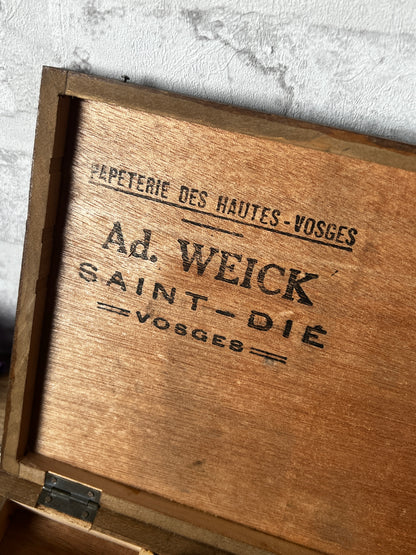 PAPETERIE DES HAUTES-VOSGES
Ad. WEICK
SAINT-DIÉ
VOSGES